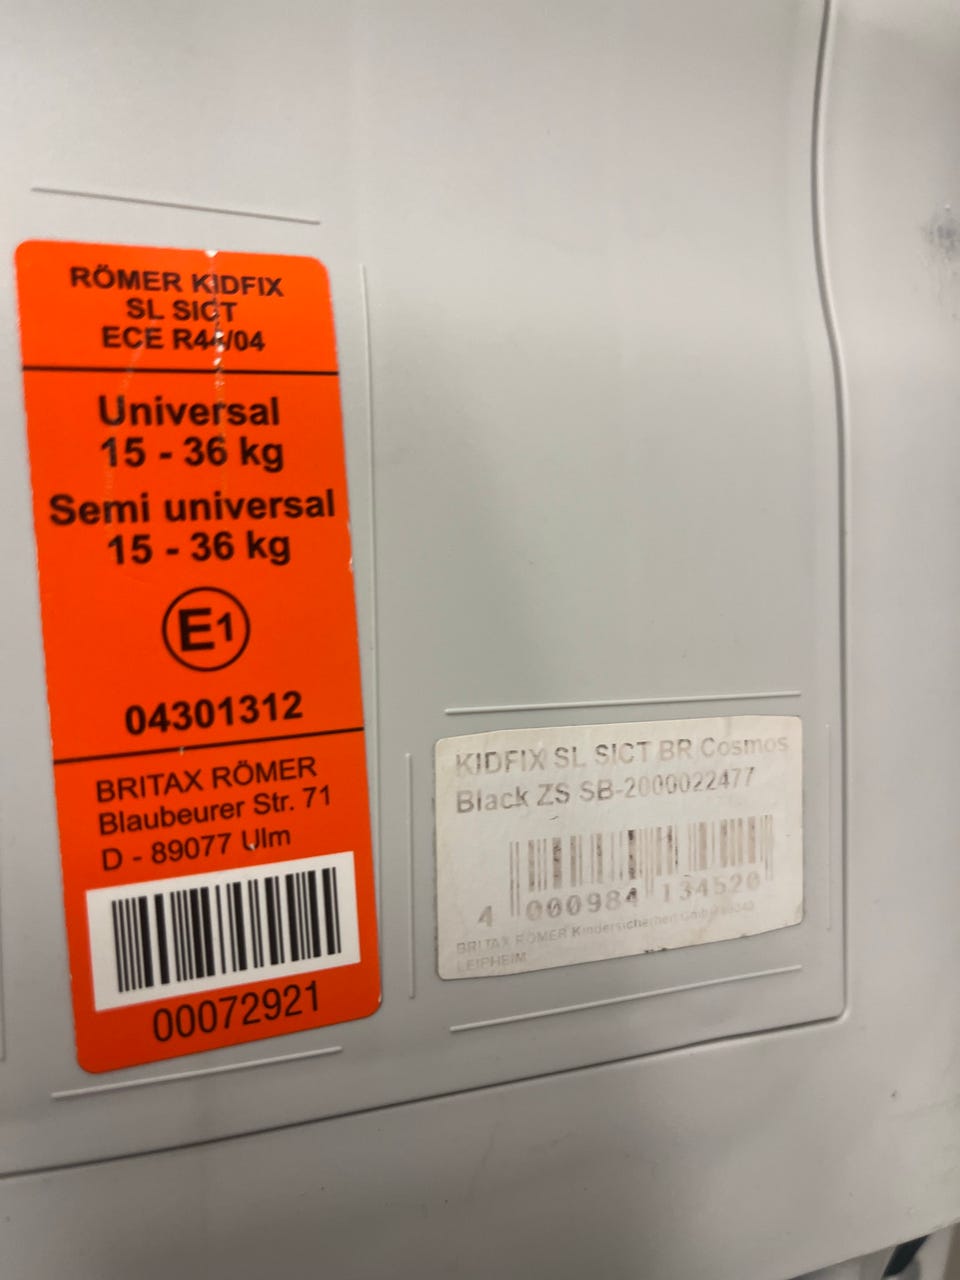 RÖMER KIDFIX
SL SICT
ECE R44/04
Universal
15 - 36 kg
Semi universal
15 - 36 kg
E1
04301312
BRITAX RÖMER
Blaubeurer Str. 71
D - 89077 Ulm
00072921
KIDFIX SL SICT BR Cosmos
Black ZS SB-2000022477
4 000984 134520
BRITAX RÖMER Kindersicherheit GmbH
LEIPHEIM